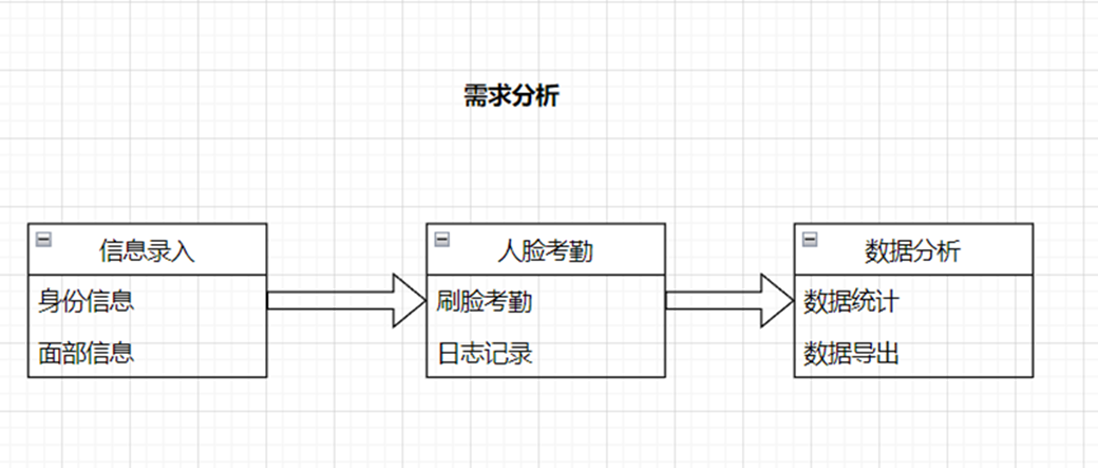 需求分析
信息录入
身份信息
面部信息
人脸考勤
刷脸考勤
日志记录
数据分析
数据统计
数据导出